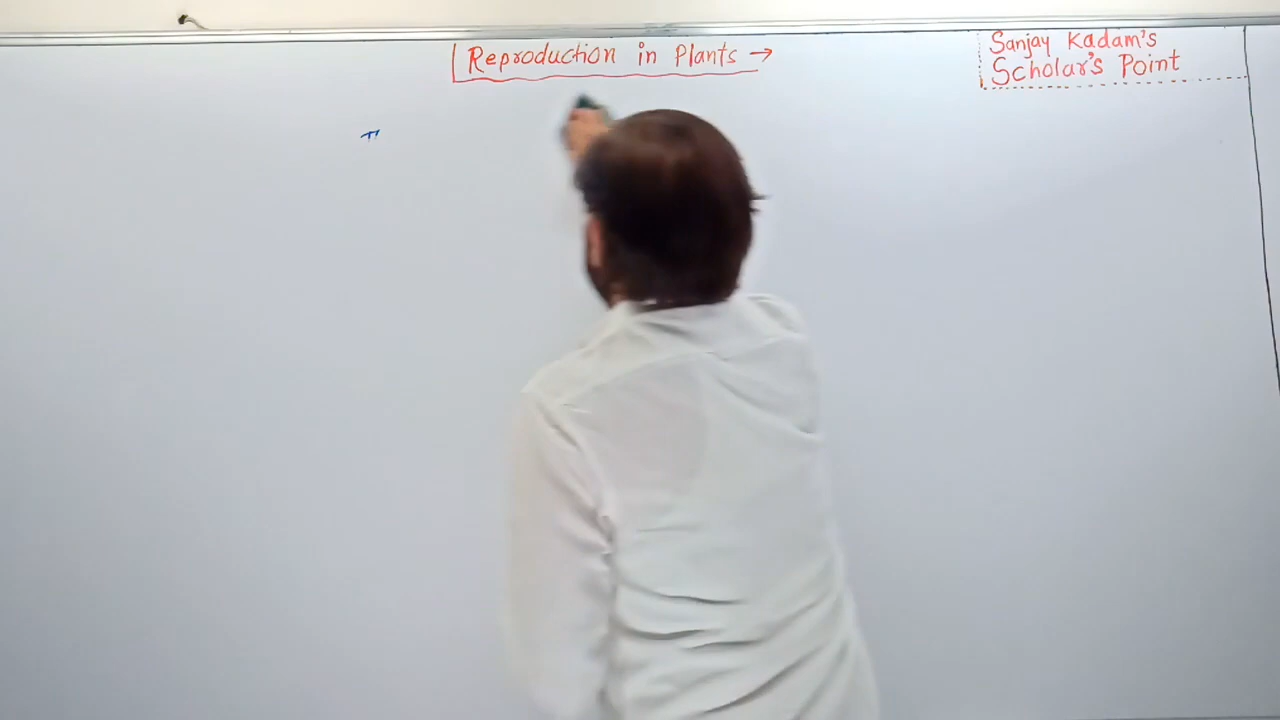 Reproduction in Plants →
Sanjay Kadam's
Scholar's Point